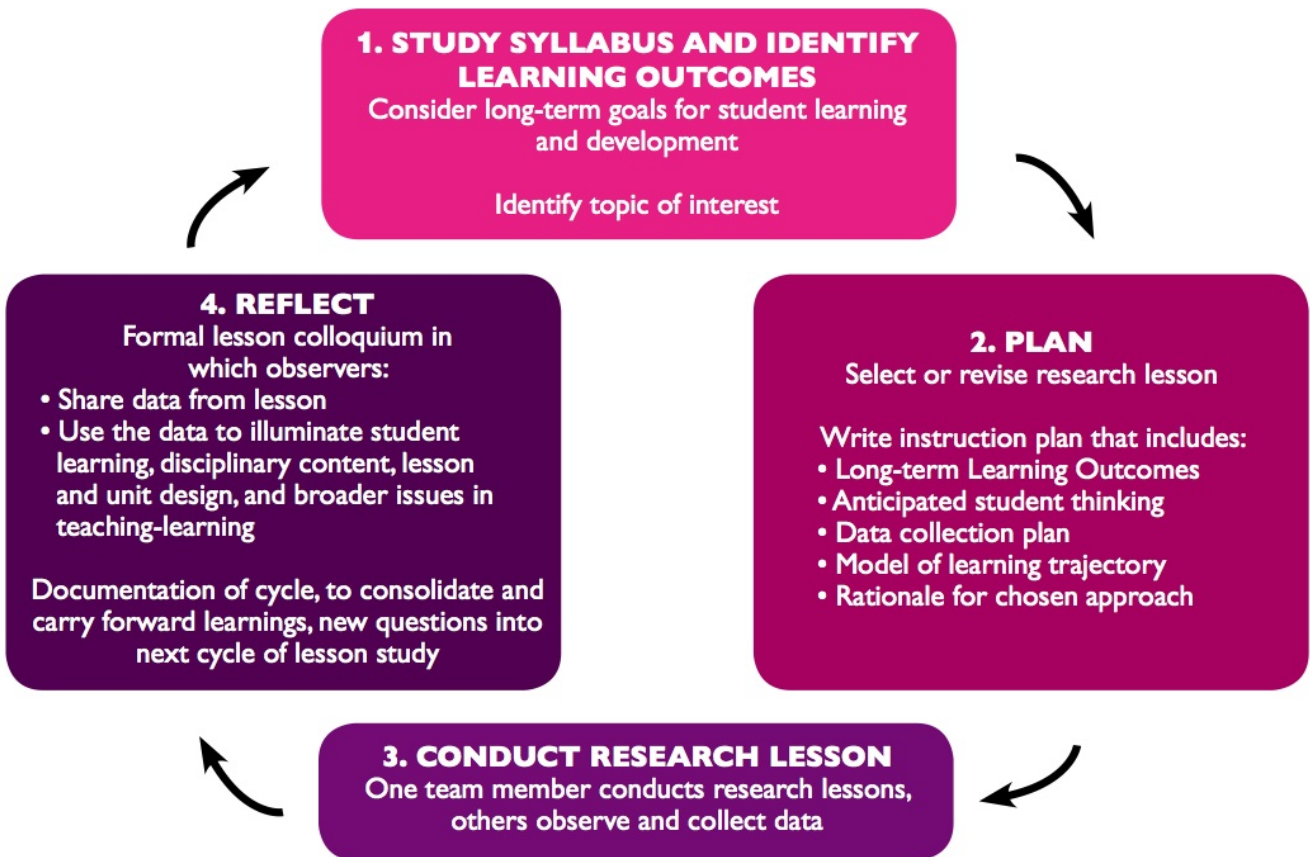 1. STUDY SYLLABUS AND IDENTIFY
LEARNING OUTCOMES
Consider long-term goals for student learning
and development
Identify topic of interest
2. PLAN
Select or revise research lesson
Write instruction plan that includes:
• Long-term Learning Outcomes
• Anticipated student thinking
• Data collection plan
• Model of learning trajectory
• Rationale for chosen approach
3. CONDUCT RESEARCH LESSON
One team member conducts research lessons,
others observe and collect data
4. REFLECT
Formal lesson colloquium in
which observers:
• Share data from lesson
• Use the data to illuminate student
learning, disciplinary content, lesson
and unit design, and broader issues in
teaching-learning
Documentation of cycle, to consolidate and
carry forward learnings, new questions into
next cycle of lesson study